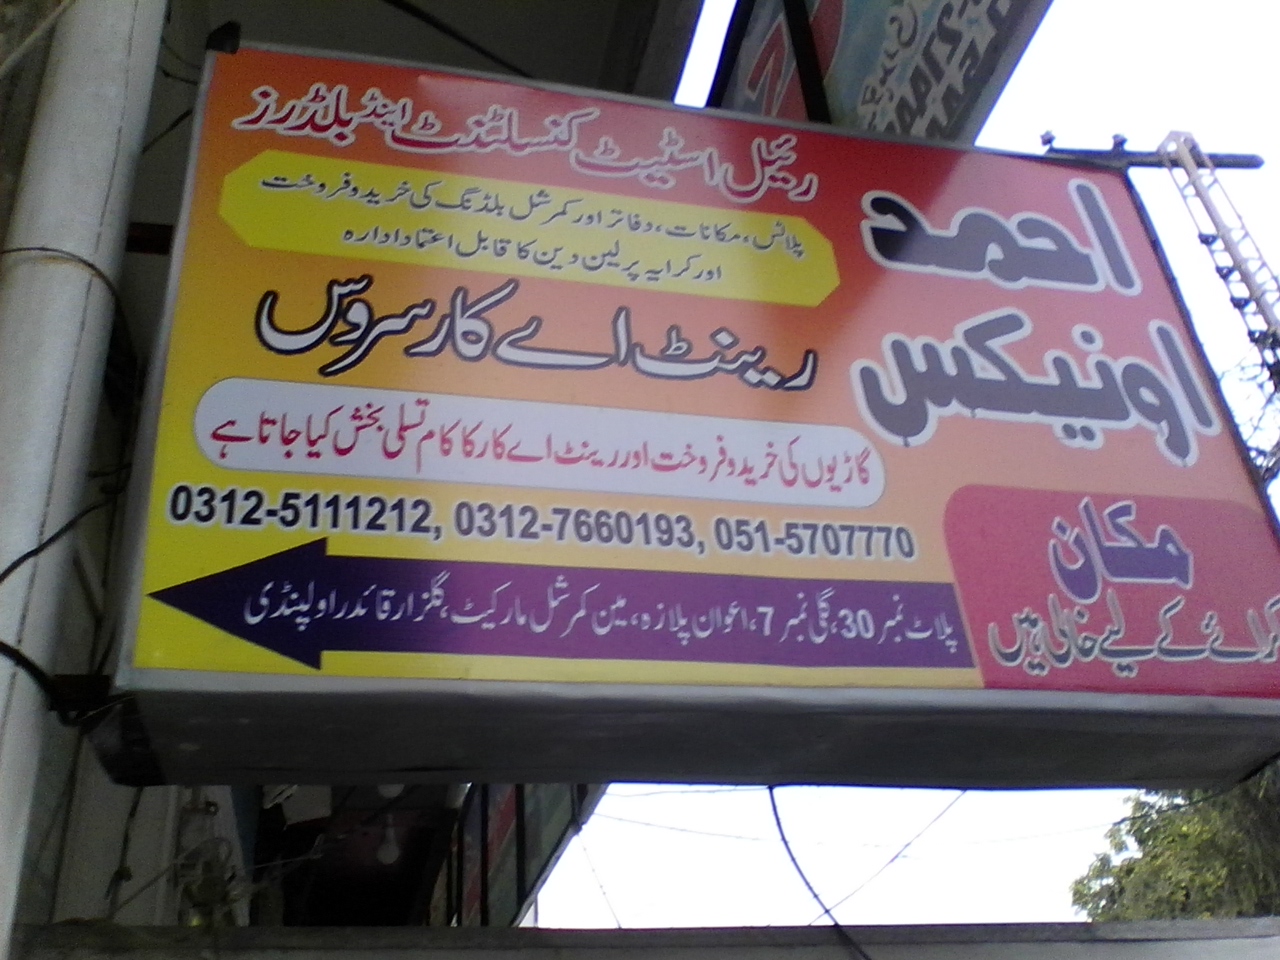 احمد
اونیکس
رئیل اسٹیٹ کنسلٹنٹ اینڈ بلڈررز
پلاٹس، مکانات، دفاتر اور کمرشل بلڈنگ کی خرید و فروخت
اور کرایہ پر لین دین کا قابل اعتماد ادارہ
رینٹ اے کار سروس
گاڑیوں کی خرید و فروخت اور رینٹ اے کار کا کام تسلی بخش کیا جاتا ہے
0312-5111212, 0312-7660193, 051-5707770
پلاٹ نمبر 30، گلی نمبر 7، اعوان پلازہ، مین کمرشل مارکیٹ، گلزار قائد راولپنڈی
مکان
کرائے کے لیے خالی ہیں